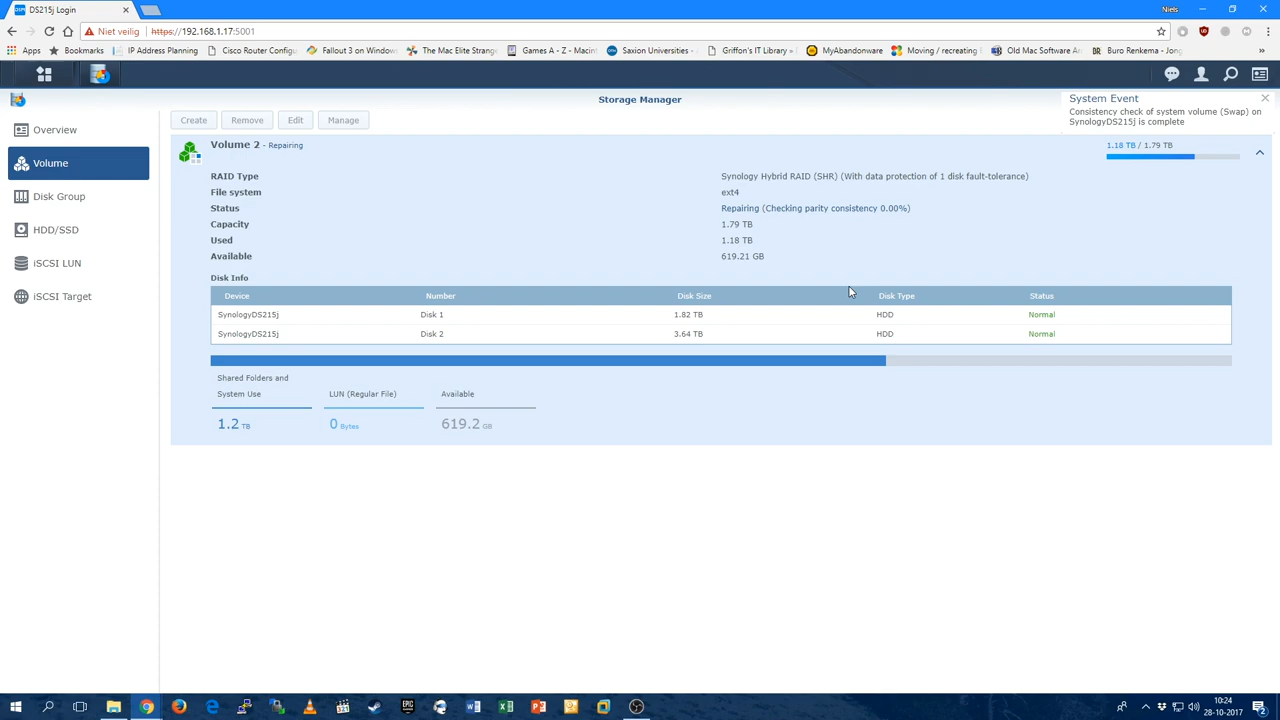 DS215j Login
Niels
Niet veilig https://192.168.1.17:5001
Apps Bookmarks IP Address Planning Cisco Router Configu Fallout 3 on Windows The Mac Elite Strange Games A - Z - Macint Saxion Universities - Griffon's IT Library » MyAbandonware Moving / recreating Old Mac Software Ar BR Buro Renkema - Jong »
Storage Manager
System Event
Consistency check of system volume (Swap) on
SynologyDS215j is complete
Create Remove Edit Manage
Overview
Volume
Disk Group
HDD/SSD
iSCSI LUN
iSCSI Target
Volume 2 - Repairing
1.18 TB / 1.79 TB
RAID Type Synology Hybrid RAID (SHR) (With data protection of 1 disk fault-tolerance)
File system ext4
Status Repairing (Checking parity consistency 0.00%)
Capacity 1.79 TB
Used 1.18 TB
Available 619.21 GB
Disk Info
Device Number Disk Size Disk Type Status
SynologyDS215j Disk 1 1.82 TB HDD Normal
SynologyDS215j Disk 2 3.64 TB HDD Normal
Shared Folders and
System Use LUN (Regular File) Available
1.2 TB 0 Bytes 619.2 GB
10:24
28-10-2017
2